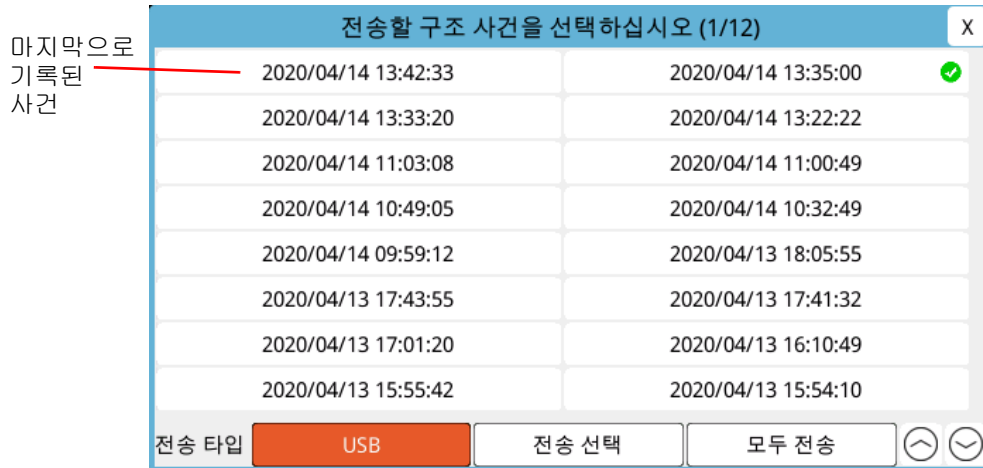 마지막으로
기록된
사건
전송할 구조 사건을 선택하십시오 (1/12)
X
2020/04/14 13:42:33
2020/04/14 13:35:00
2020/04/14 13:33:20
2020/04/14 13:22:22
2020/04/14 11:03:08
2020/04/14 11:00:49
2020/04/14 10:49:05
2020/04/14 10:32:49
2020/04/14 09:59:12
2020/04/13 18:05:55
2020/04/13 17:43:55
2020/04/13 17:41:32
2020/04/13 17:01:20
2020/04/13 16:10:49
2020/04/13 15:55:42
2020/04/13 15:54:10
전송 타입
USB
전송 선택
모두 전송